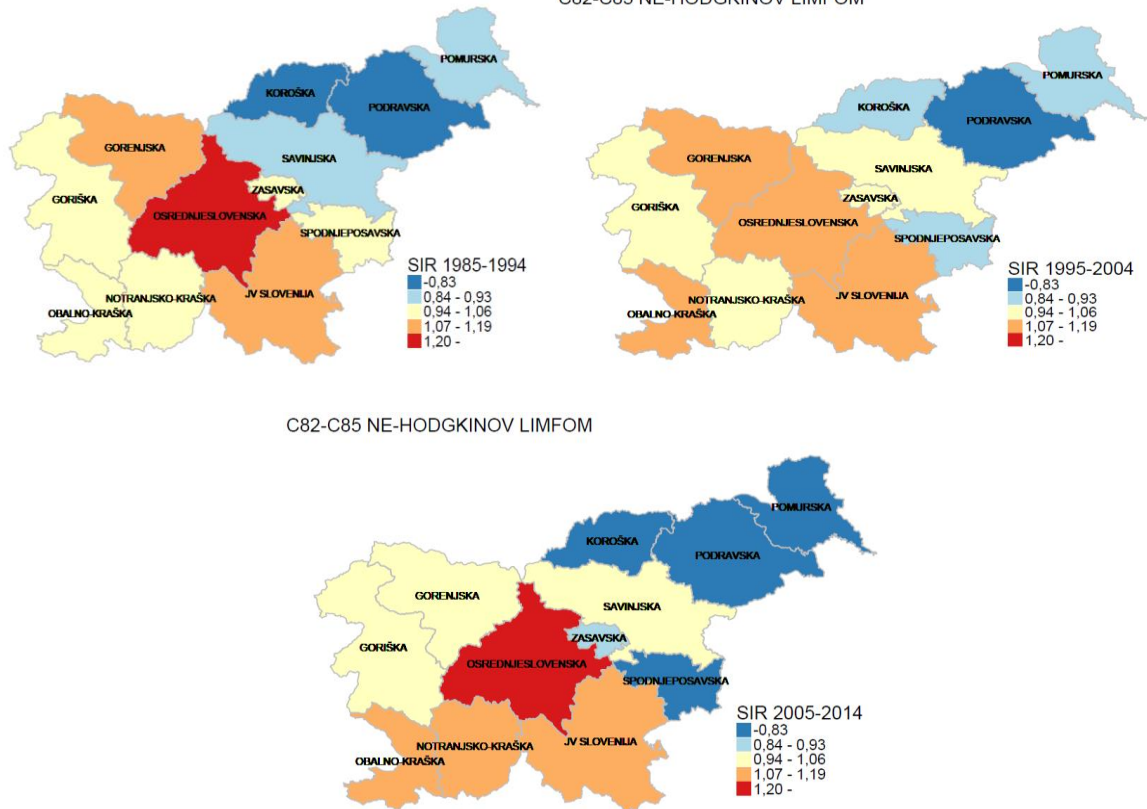 C82-C85 NE-HODGKINOV LIMFOM
POMURSKA
KOROŠKA
PODRAVSKA
GORENJSKA
SAVINJSKA
ZASAVSKA
GORIŠKA
OSREDNJESLOVENSKA
SPODNJEPOSAVSKA
NOTRANJSKO-KRAŠKA
JV SLOVENIJA
OBALNO-KRAŠKA
SIR 1985-1994
-0,83
0,84 - 0,93
0,94 - 1,06
1,07 - 1,19
1,20 -
POMURSKA
KOROŠKA
PODRAVSKA
GORENJSKA
SAVINJSKA
ZASAVSKA
GORIŠKA
OSREDNJESLOVENSKA
SPODNJEPOSAVSKA
NOTRANJSKO-KRAŠKA
JV SLOVENIJA
OBALNO-KRAŠKA
SIR 1995-2004
-0,83
0,84 - 0,93
0,94 - 1,06
1,07 - 1,19
1,20 -
C82-C85 NE-HODGKINOV LIMFOM
POMURSKA
KOROŠKA
PODRAVSKA
GORENJSKA
SAVINJSKA
ZASAVSKA
GORIŠKA
OSREDNJESLOVENSKA
SPODNJEPOSAVSKA
NOTRANJSKO-KRAŠKA
JV SLOVENIJA
OBALNO-KRAŠKA
SIR 2005-2014
-0,83
0,84 - 0,93
0,94 - 1,06
1,07 - 1,19
1,20 -